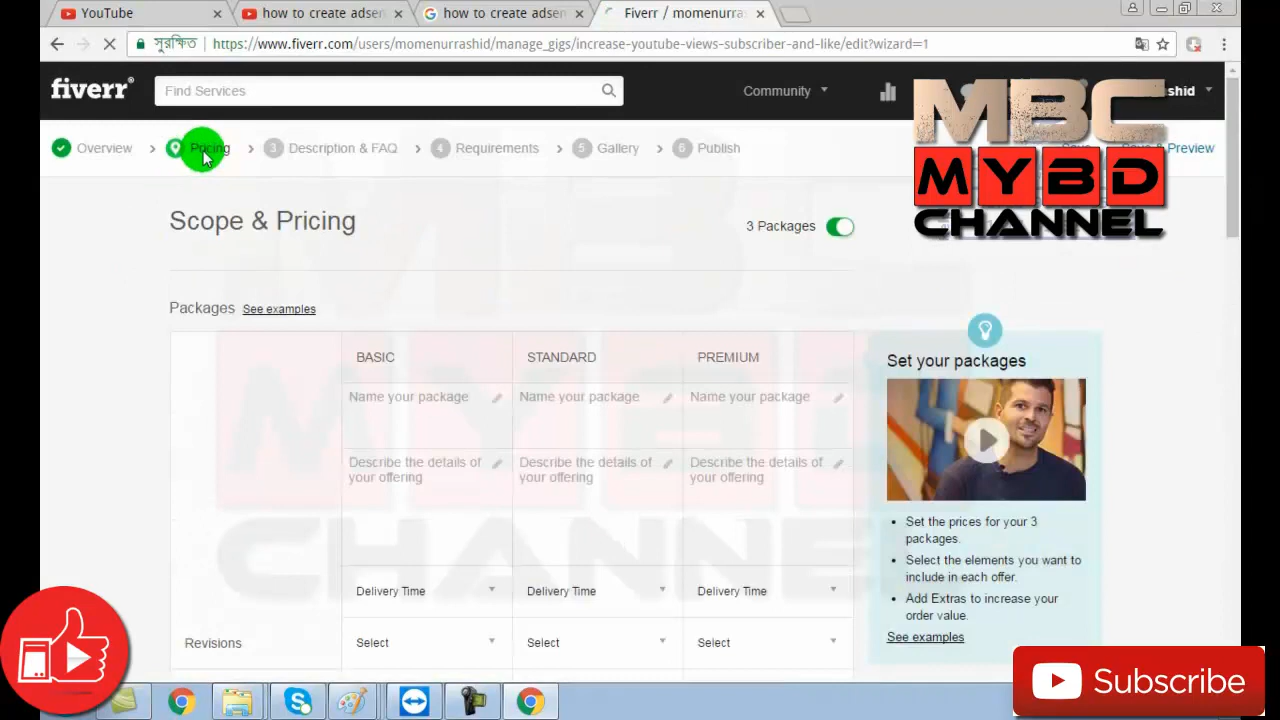 YouTube
how to create adsen
how to create adsen
Fiverr / momenurra
সুরক্ষিত
https://www.fiverr.com/users/momenurrashid/manage_gigs/increase-youtube-views-subscriber-and-like/edit?wizard=1
fiverr®
Find Services
Community
shid
MBC
MYBD
CHANNEL
Overview
Pricing
3 Description & FAQ
4 Requirements
5 Gallery
6 Publish
Save
Save & Preview
Scope & Pricing
3 Packages
Packages See examples
BASIC STANDARD PREMIUM
Name your package Name your package Name your package
Describe the details of your offering
Describe the details of your offering
Describe the details of your offering
Delivery Time Delivery Time Delivery Time
Revisions Select Select Select
MYBD
CHANNEL
Set your packages
Set the prices for your 3
packages.
Select the elements you want to
include in each offer.
Add Extras to increase your
order value.
See examples
Subscribe